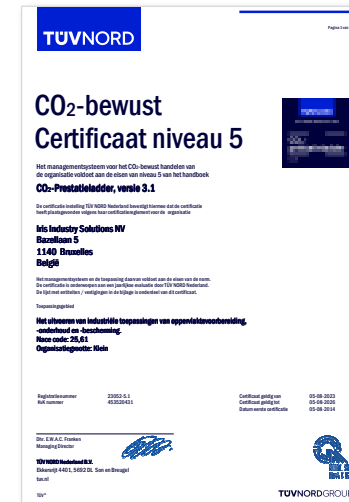 TÜVNORD
CO₂-bewust
Certificaat niveau 5
Het managementsysteem voor het CO₂-bewust handelen van
de organisatie voldoet aan de eisen van niveau 5 van het handboek
CO₂-Prestatieladder, versie 3.1
De certificatie instelling TÜV NORD Nederland bevestigt hiermee dat de certificatie
heeft plaatsgevonden volgens haar certificatiereglement voor de organisatie
Iris Industry Solutions NV
Bazellaan 5
1140 Bruxelles
België
Het managementsysteem en de toepassing daarvan voldoet aan de eisen van de norm.
De certificatie is onderworpen aan een jaarlijkse evaluatie door TÜV NORD Nederland.
De lijst met entiteiten / vestigingen in de bijlage is onderdeel van dit certificaat.
Toepassingsgebied
Het uitvoeren van industriële toepassingen van oppervlaktevoorbereiding,
-onderhoud en -bescherming.
Nace code: 25,61
Organisatiegrootte: Klein
Registratienummer 23052-5.1
KvK nummer 453520431
Certificaat geldig van 05-08-2023
Certificaat geldig tot 05-08-2026
Datum eerste certificatie 05-08-2014
Dhr. E.W.A.C. Franken
Managing Director
TÜV NORD Nederland B.V.
Ekkersrijt 4401, 5692 DL Son en Breugel
tuv.nl
TÜV®
TÜVNORDGROUP